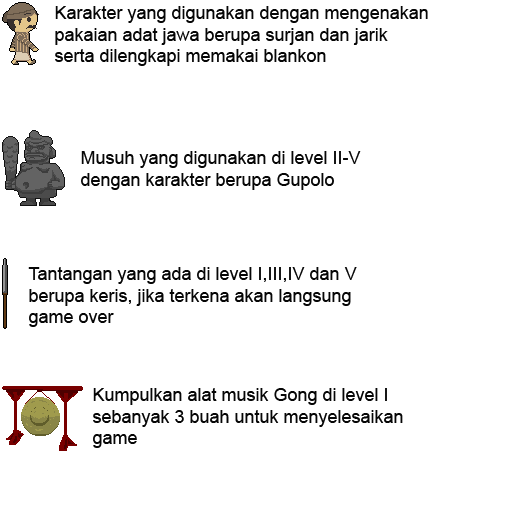 Karakter yang digunakan dengan mengenakan
pakaian adat jawa berupa surjan dan jarik
serta dilengkapi memakai blankon
Musuh yang digunakan di level II-V
dengan karakter berupa Gupolo
Tantangan yang ada di level I,III,IV dan V
berupa keris, jika terkena akan langsung
game over
Kumpulkan alat musik Gong di level I
sebanyak 3 buah untuk menyelesaikan
game